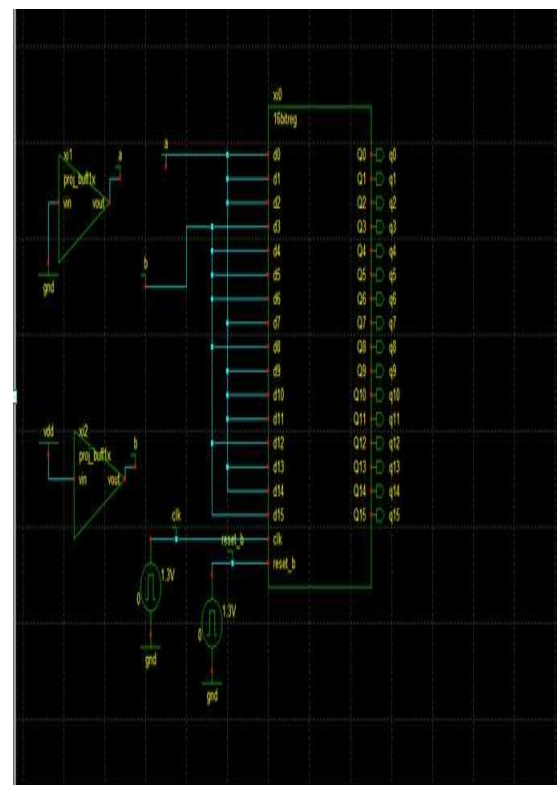 xi0
16bitreg
xi1
a
a
proj_buff1x
vin
vout
gnd
b
d0
d1
d2
d3
d4
d5
d6
d7
d8
d9
d10
d11
d12
d13
d14
d15
clk
reset_b
Q0
Q1
Q2
Q3
Q4
Q5
Q6
Q7
Q8
Q9
Q10
Q11
Q12
Q13
Q14
Q15
q0
q1
q2
q3
q4
q5
q6
q7
q8
q9
q10
q11
q12
q13
q14
q15
vdd
xi2
b
proj_buff1x
vin
vout
clk
reset_b
1.3V
0
gnd
1.3V
0
gnd